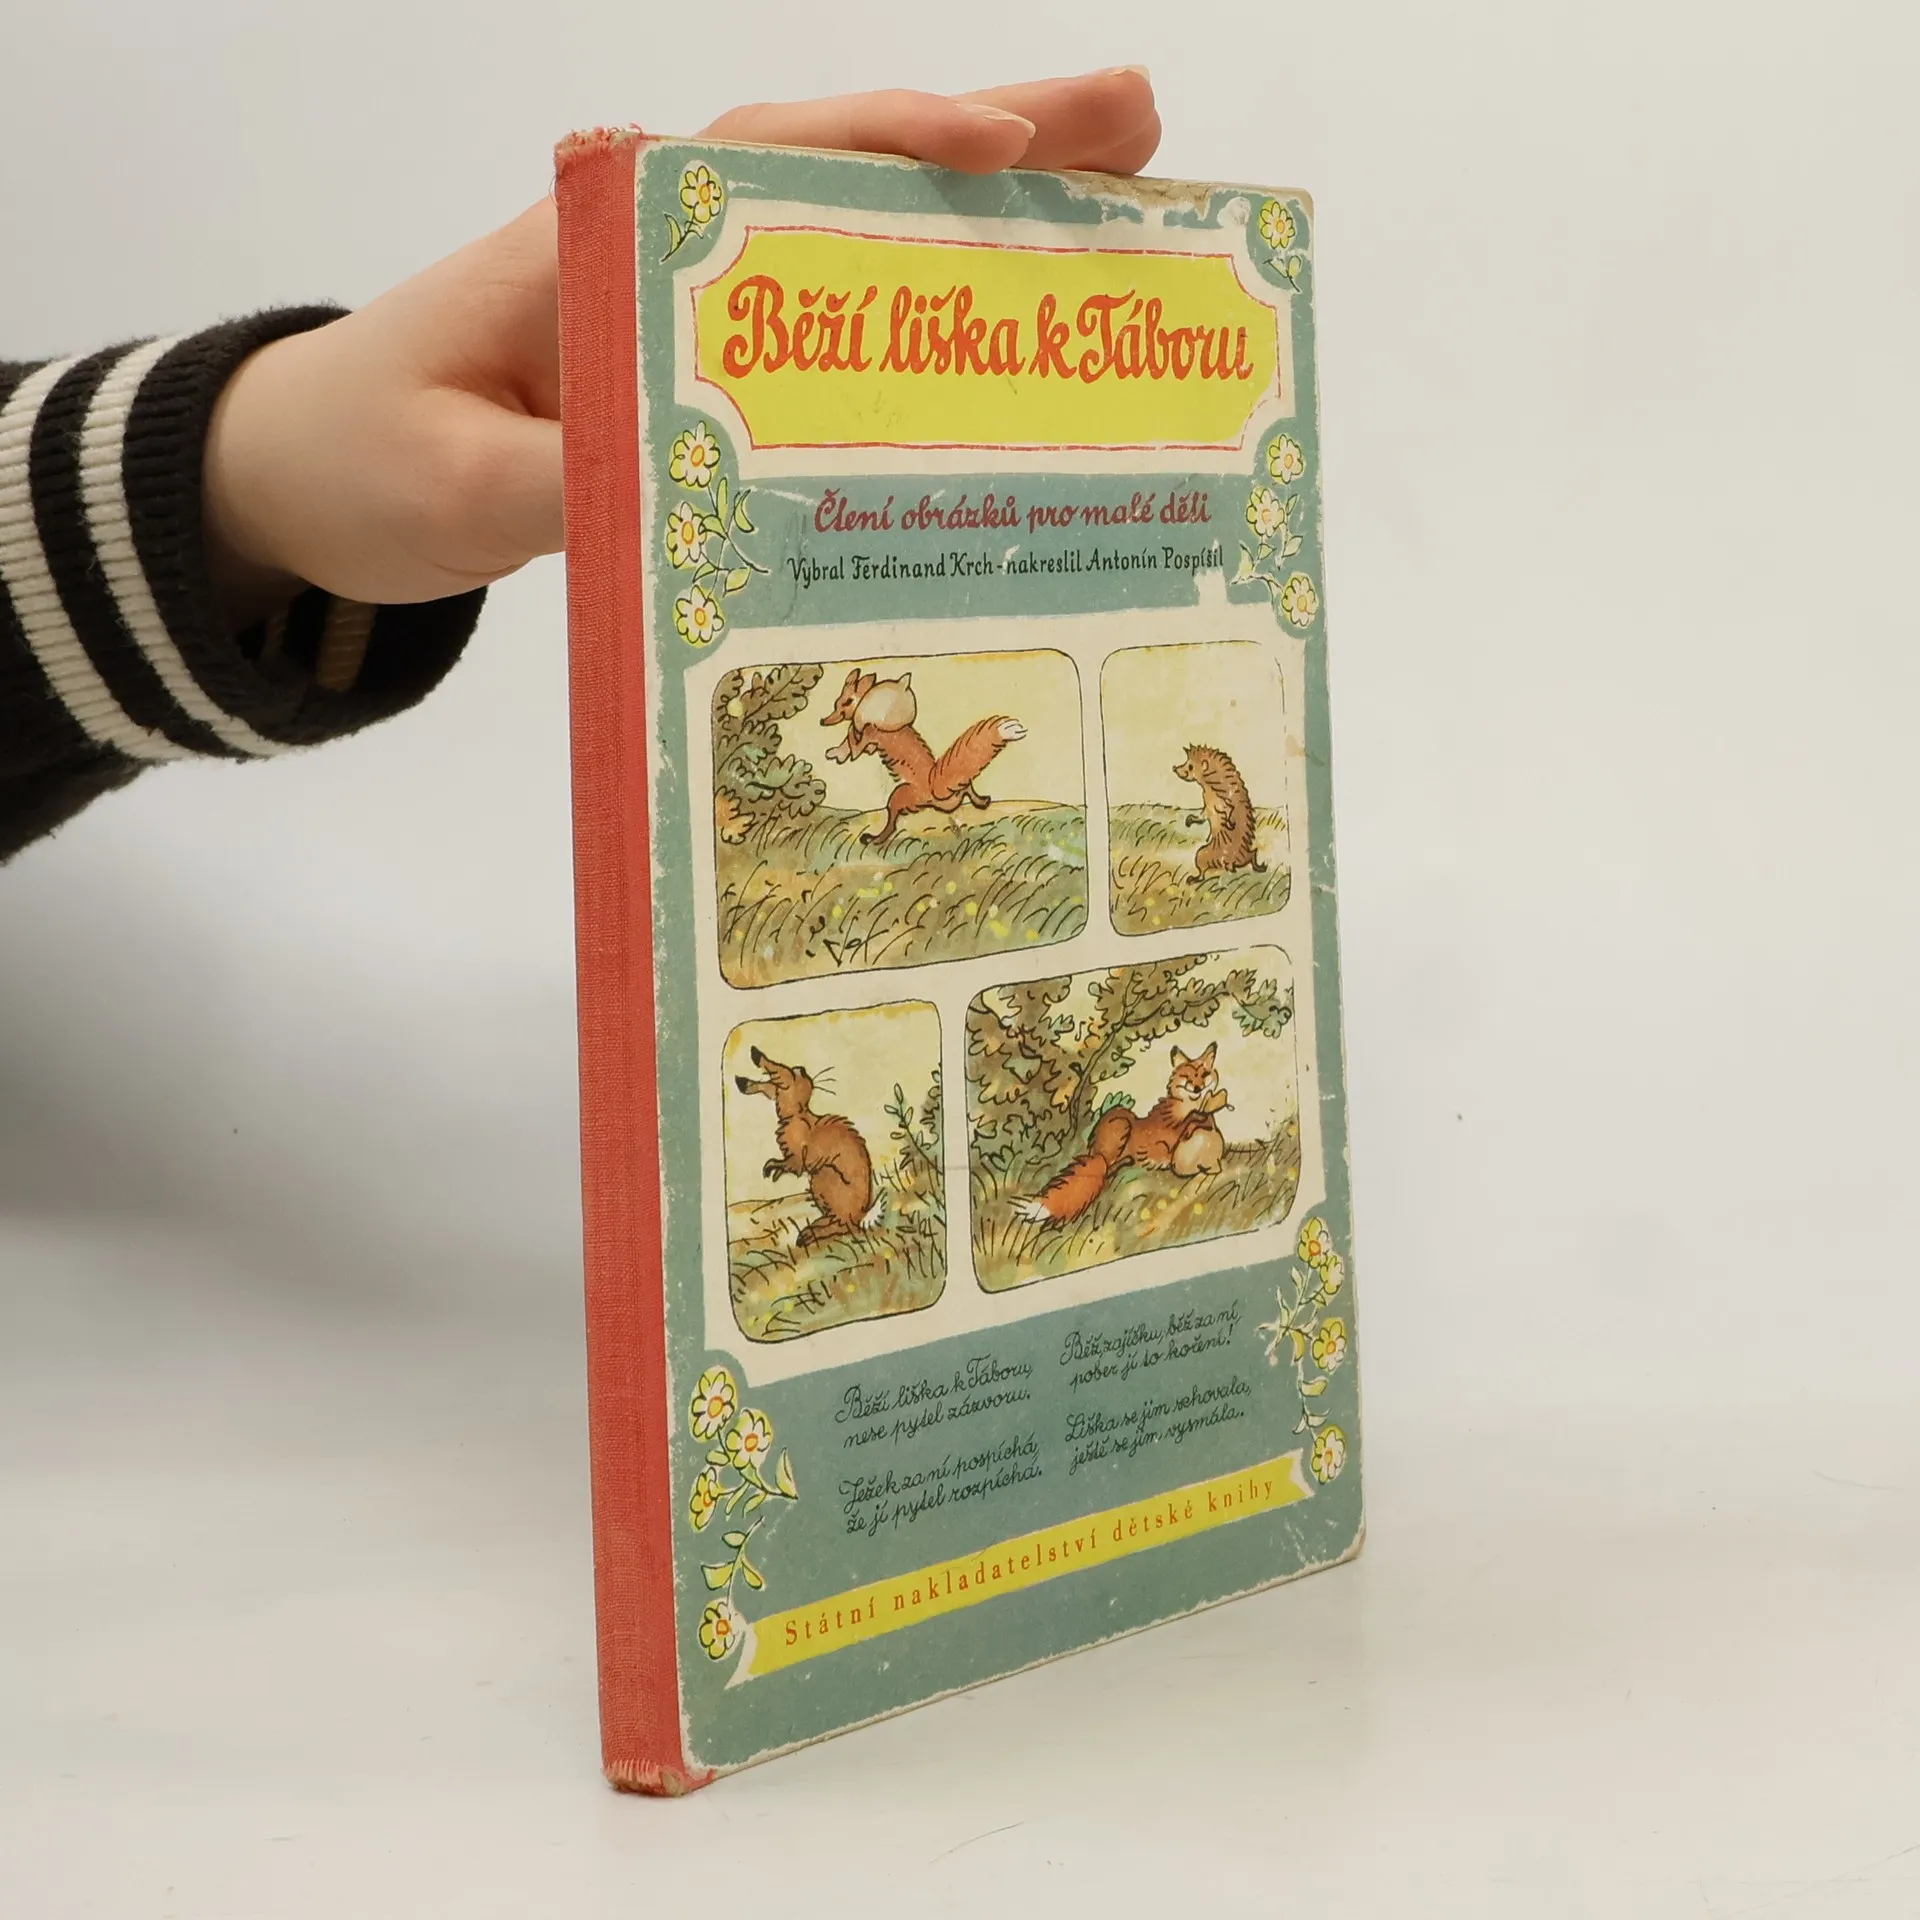 Běží liška k Táboru
Čtení obrázků pro malé děti
Vybral Ferdinand Krch - nakreslil Antonín Pospíšil
Běží liška k Táboru,
nese pytel zázvoru.
Ježek za ní pospíchá,
že jí pytel rozpíchá.
Běž, zajíčku, běž za ní,
pober jí to koření!
Liška se jim schovala,
ještě se jim vysmála.
Státní nakladatelství dětské knihy